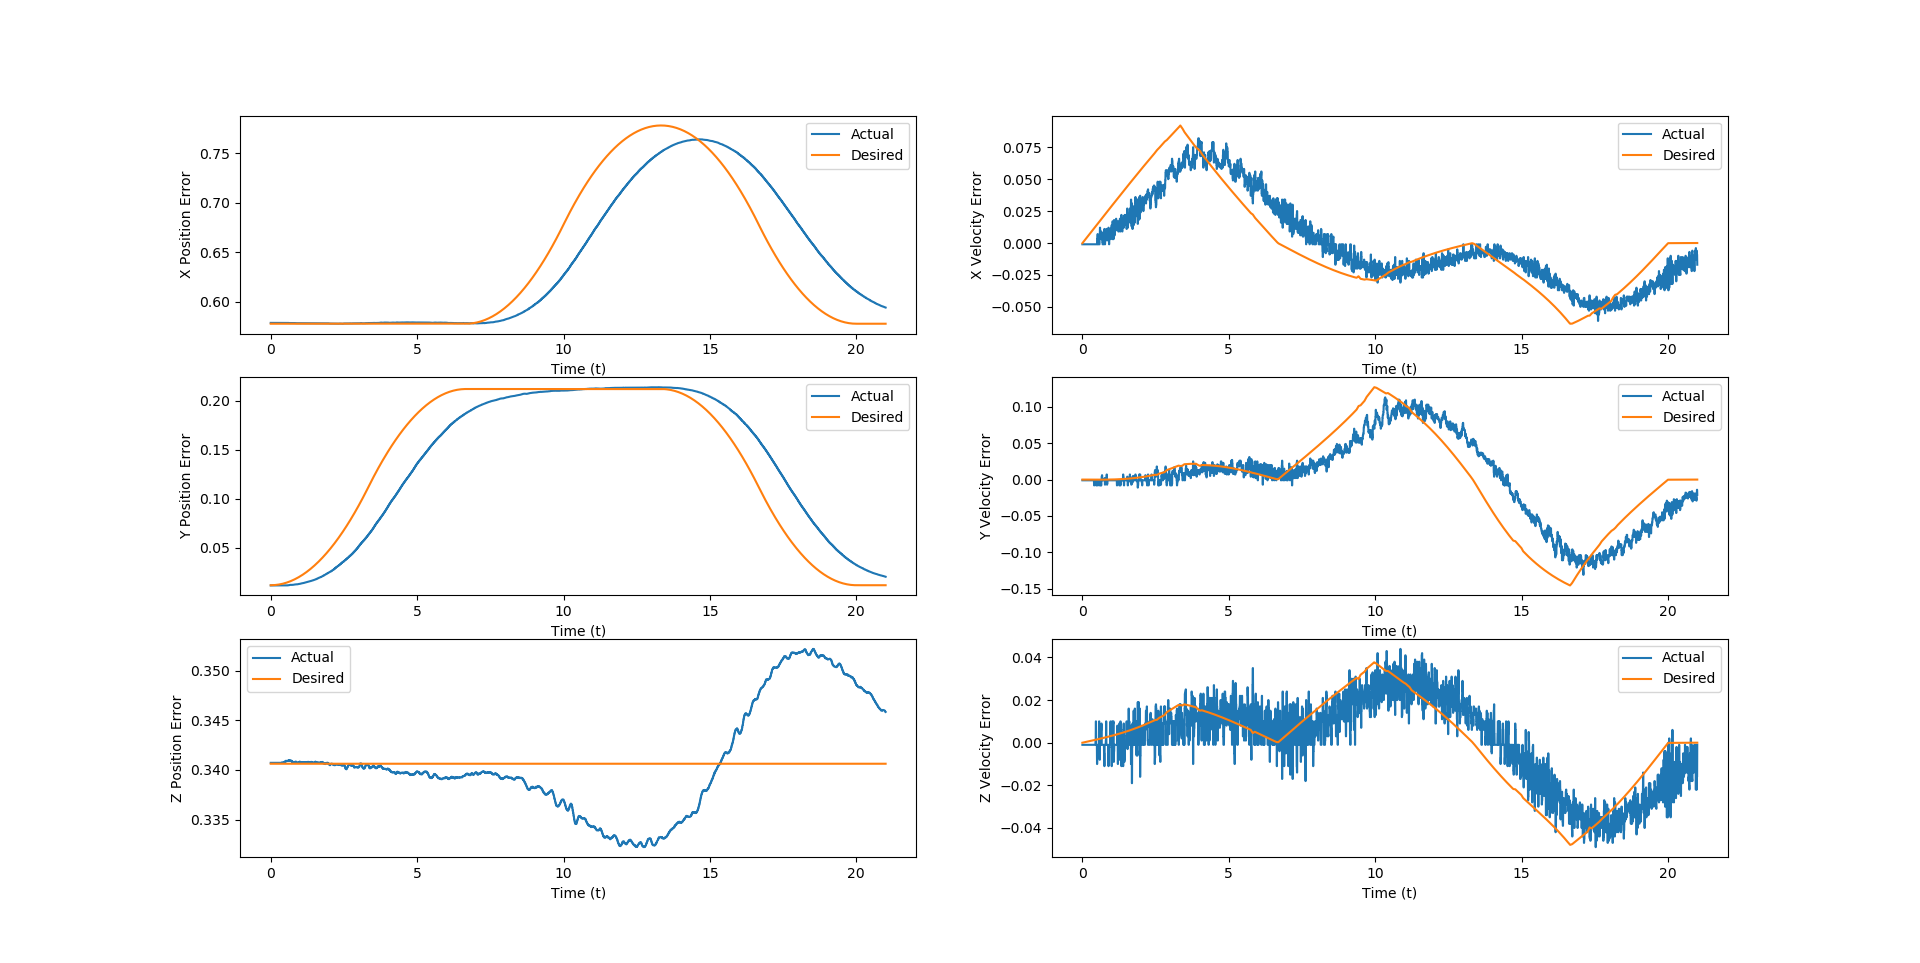 Actual
Desired
0.75
0.70
0.65
0.60
X Position Error
0 5 10 15 20
Time (t)
Actual
Desired
0.075
0.050
0.025
0.000
−0.025
−0.050
X Velocity Error
0 5 10 15 20
Time (t)
Actual
Desired
0.20
0.15
0.10
0.05
Y Position Error
0 5 10 15 20
Time (t)
Actual
Desired
0.10
0.05
0.00
−0.05
−0.10
−0.15
Y Velocity Error
0 5 10 15 20
Time (t)
Actual
Desired
0.350
0.345
0.340
0.335
Z Position Error
0 5 10 15 20
Time (t)
Actual
Desired
0.04
0.02
0.00
−0.02
−0.04
Z Velocity Error
0 5 10 15 20
Time (t)